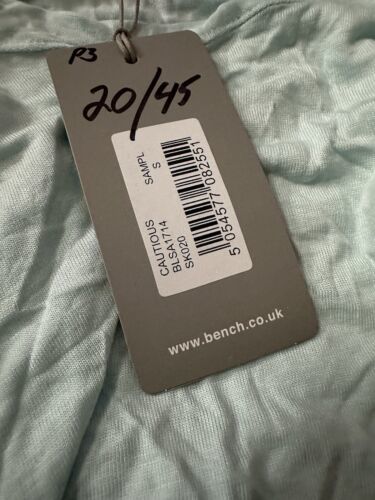 P3
20/45
CAUTIOUS
BLSA1714
SK020
SAMPL
S
5 054577 082551
www.bench.co.uk